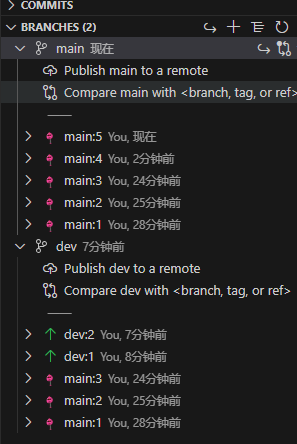 COMMITS
BRANCHES (2)
main 现在
Publish main to a remote
Compare main with <branch, tag, or ref>
main:5 You, 现在
main:4 You, 2分钟前
main:3 You, 24分钟前
main:2 You, 25分钟前
main:1 You, 28分钟前
dev 7分钟前
Publish dev to a remote
Compare dev with <branch, tag, or ref>
dev:2 You, 7分钟前
dev:1 You, 8分钟前
main:3 You, 24分钟前
main:2 You, 25分钟前
main:1 You, 28分钟前